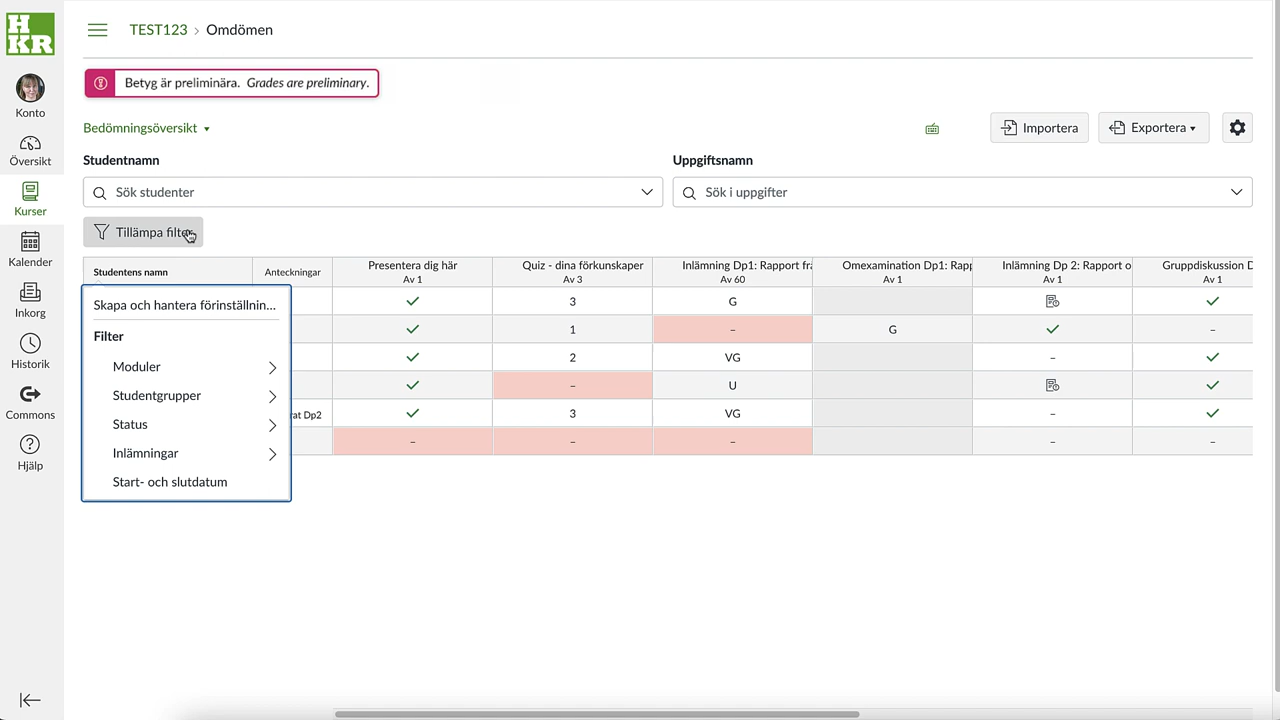 H
KR
TEST123 > Omdömen
Betyg är preliminära. Grades are preliminary.
Konto
Översikt
Kurser
Kalender
Inkorg
Historik
Commons
Hjälp
Bedömningsöversikt
Importera
Exportera
Studentnamn
Uppgiftsnamn
Sök studenter
Sök i uppgifter
Tillämpa filter
Studentens namn
Anteckningar
Presentera dig här
Av 1
Quiz - dina förkunskaper
Av 3
Inlämning Dp1: Rapport frå
Av 60
Omexamination Dp1: Rapp
Av 1
Inlämning Dp 2: Rapport o
Av 1
Gruppdiskussion D
Av 1
Skapa och hantera förinställnin...
Filter
Moduler
Studentgrupper
Status
Inlämningar
Start- och slutdatum
3 G
1 – G –
2 VG –
– U
rat Dp2 3 VG –
– – – – –